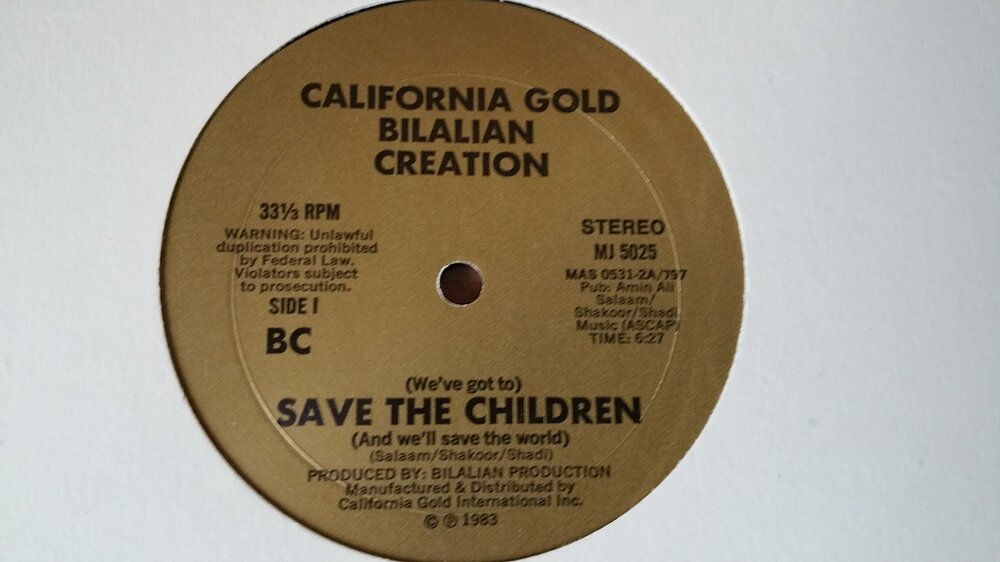 CALIFORNIA GOLD
BILALIAN
CREATION
33⅓ RPM
WARNING: Unlawful
duplication prohibited
by Federal Law.
Violators subject
to prosecution.
SIDE I
BC
STEREO
MJ 5025
MAS 0531-2A/797
Pub: Amin Ali
Salaam/
Shakoor/Shadi
Music (ASCAP)
TIME: 6:27
(We've got to)
SAVE THE CHILDREN
(And we'll save the world)
(Salaam/Shakoor/Shadi)
PRODUCED BY: BILALIAN PRODUCTION
Manufactured & Distributed by
California Gold International Inc.
© ℗ 1983